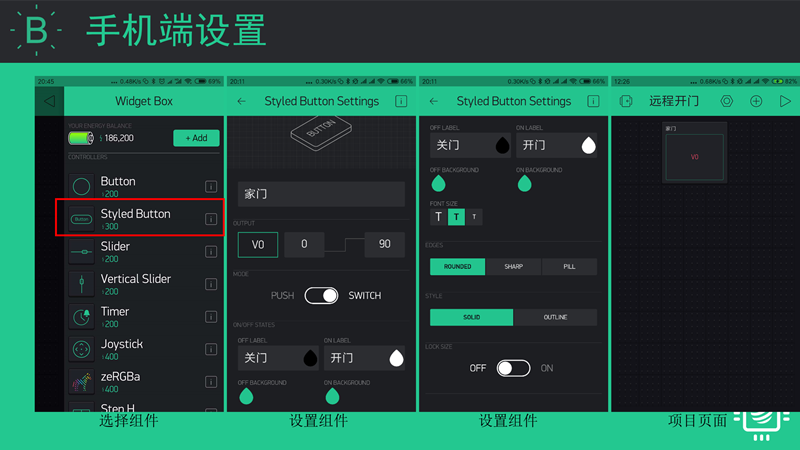 B 手机端设置
20:45
0.48K/s
69%
Widget Box
YOUR ENERGY BALANCE
186,200
+ Add
CONTROLLERS
Button
200
Button
Styled Button
300
Slider
200
Vertical Slider
200
Timer
200
Joystick
400
zeRGBa
400
Step H
选择组件
20:11
0.30K/s
66%
Styled Button Settings
BUTTON
家门
OUTPUT
V0
0
90
MODE
PUSH
SWITCH
ON/OFF STATES
OFF LABEL
ON LABEL
关门
开门
OFF BACKGROUND
ON BACKGROUND
设置组件
20:11
0.30K/s
66%
Styled Button Settings
OFF LABEL
ON LABEL
关门
开门
OFF BACKGROUND
ON BACKGROUND
FONT SIZE
T T T
EDGES
ROUNDED
SHARP
PILL
STYLE
SOLID
OUTLINE
LOCK SIZE
OFF
ON
设置组件
12:26
0.68K/s
82%
远程开门
家门
V0
项目页面